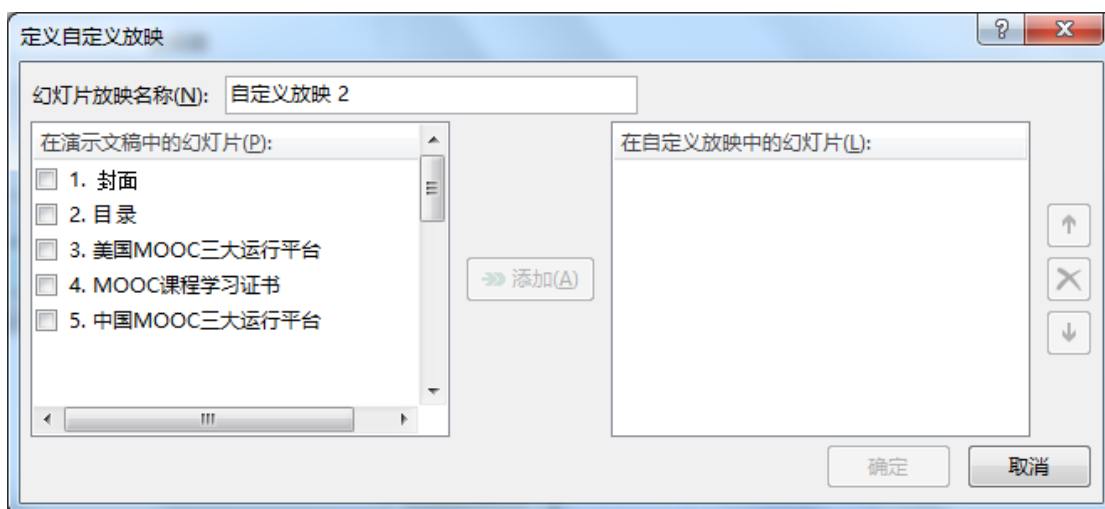 定义自定义放映
幻灯片放映名称(N): 自定义放映 2
在演示文稿中的幻灯片(P):
1. 封面
2. 目录
3. 美国MOOC三大运行平台
4. MOOC课程学习证书
5. 中国MOOC三大运行平台
添加(A)
在自定义放映中的幻灯片(L):
确定
取消